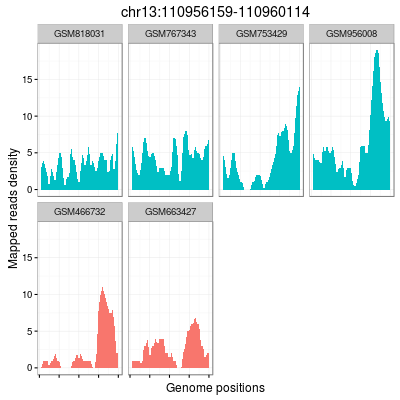 chr13:110956159-110960114
GSM818031 GSM767343 GSM753429 GSM956008
15
10
5
0
GSM466732 GSM663427
15
10
5
0
Mapped reads density
Genome positions